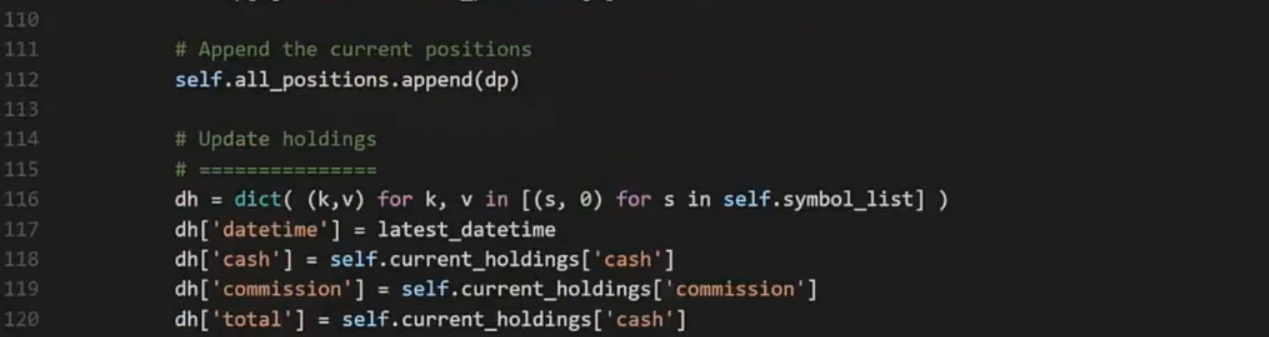 110
111 # Append the current positions
112 self.all_positions.append(dp)
113
114 # Update holdings
115 # ===============
116 dh = dict( (k,v) for k, v in [(s, 0) for s in self.symbol_list] )
117 dh['datetime'] = latest_datetime
118 dh['cash'] = self.current_holdings['cash']
119 dh['commission'] = self.current_holdings['commission']
120 dh['total'] = self.current_holdings['cash']